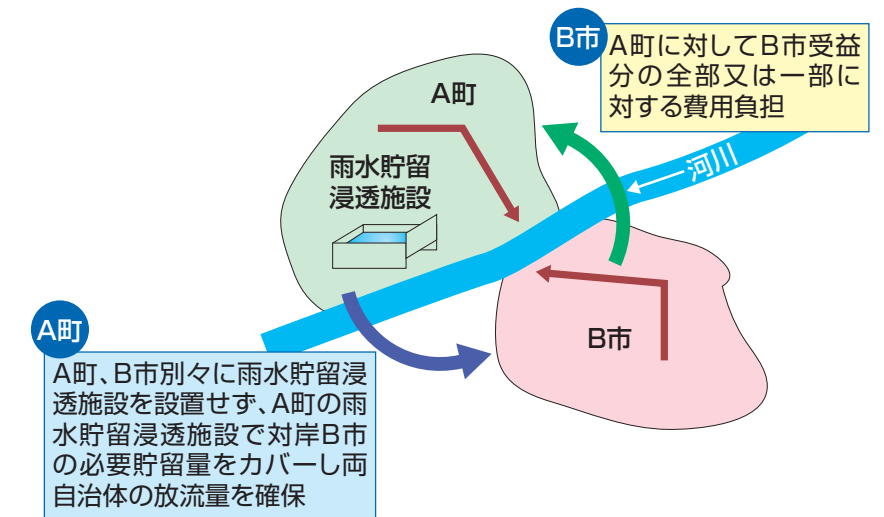 B市
A町に対してB市受益
分の全部又は一部に
対する費用負担
A町
雨水貯留
浸透施設
河川
B市
A町
A町、B市別々に雨水貯留浸
透施設を設置せず、A町の雨
水貯留浸透施設で対岸B市
の必要貯留量をカバーし両
自治体の放流量を確保